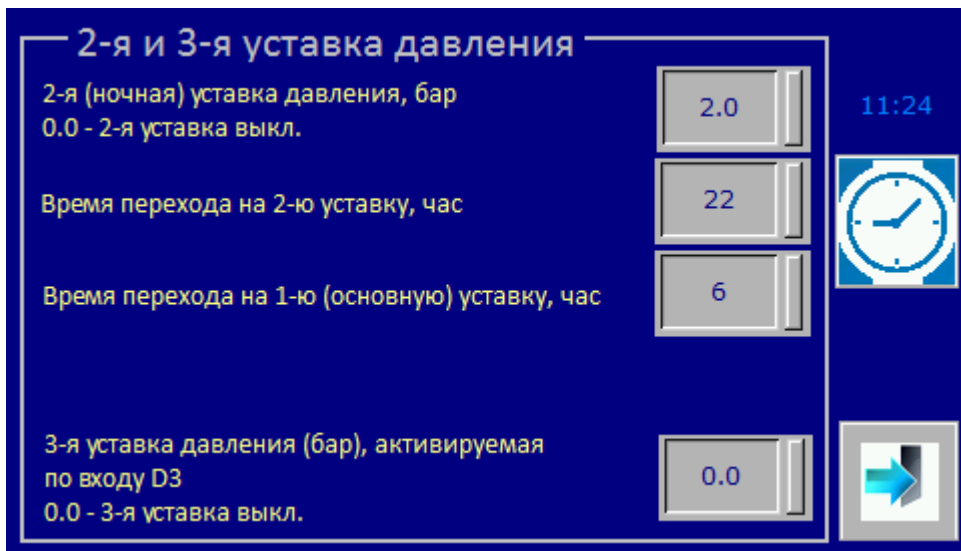 2-я и 3-я уставка давления
2-я (ночная) уставка давления, бар
0.0 - 2-я уставка выкл.
2.0
11:24
Время перехода на 2-ю уставку, час
22
Время перехода на 1-ю (основную) уставку, час
6
3-я уставка давления (бар), активируемая
по входу D3
0.0 - 3-я уставка выкл.
0.0